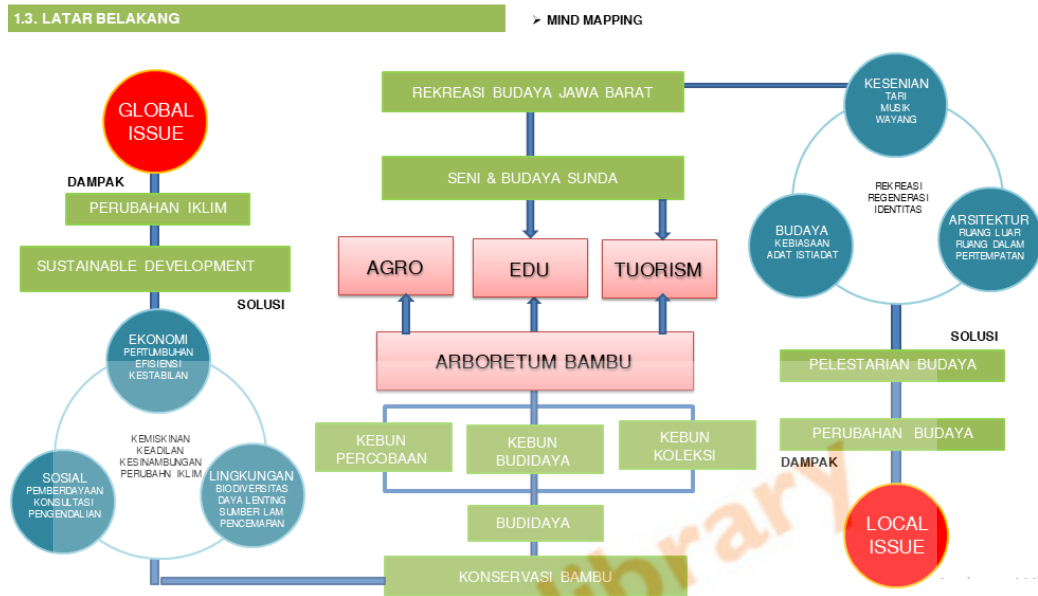 1.3. LATAR BELAKANG
➢ MIND MAPPING
GLOBAL
ISSUE
DAMPAK
PERUBAHAN IKLIM
SUSTAINABLE DEVELOPMENT
SOLUSI
EKONOMI
PERTUMBUHAN
EFISIENSI
KESTABILAN
KEMISKINAN
KEADILAN
KESINAMBUNGAN
PERUBAHN IKLIM
SOSIAL
PEMBERDAYAAN
KONSULTASI
PENGENDALIAN
LINGKUNGAN
BIODIVERSITAS
DAYA LENTING
SUMBER LAM
PENCEMARAN
REKREASI BUDAYA JAWA BARAT
SENI & BUDAYA SUNDA
AGRO
EDU
TUORISM
ARBORETUM BAMBU
KEBUN
PERCOBAAN
KEBUN
BUDIDAYA
KEBUN
KOLEKSI
BUDIDAYA
KONSERVASI BAMBU
KESENIAN
TARI
MUSIK
WAYANG
REKREASI
REGENERASI
IDENTITAS
BUDAYA
KEBIASAAN
ADAT ISTIADAT
ARSITEKTUR
RUANG LUAR
RUANG DALAM
PERTEMPATAN
SOLUSI
PELESTARIAN BUDAYA
PERUBAHAN BUDAYA
DAMPAK
LOCAL
ISSUE
library